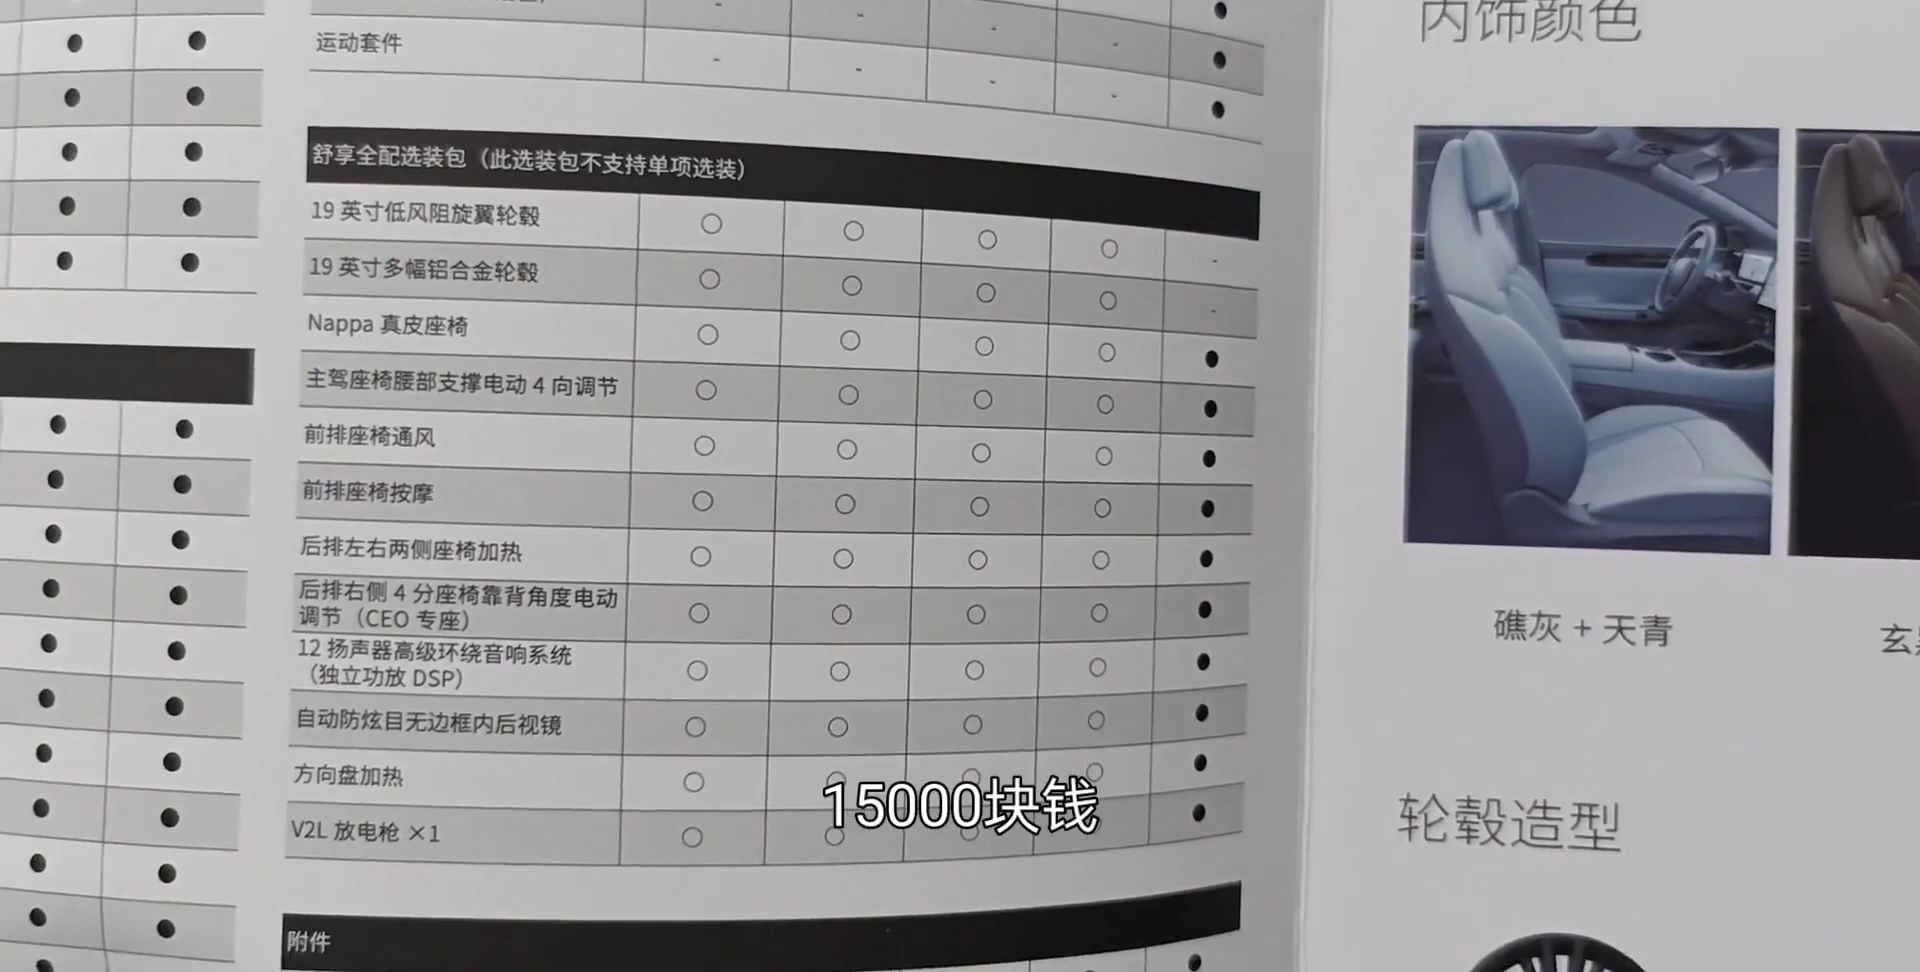 运动套件
舒享全配选装包（此选装包不支持单项选装）
19 英寸低风阻旋翼轮毂
19 英寸多幅铝合金轮毂
Nappa 真皮座椅
主驾座椅腰部支撑电动 4 向调节
前排座椅通风
前排座椅按摩
后排左右两侧座椅加热
后排右侧 4 分座椅靠背角度电动
调节（CEO 专座）
12 扬声器高级环绕音响系统
（独立功放 DSP）
自动防炫目无边框内后视镜
方向盘加热
V2L 放电枪 ×1
附件
15000块钱
内饰颜色
礁灰 + 天青
玄
轮毂造型